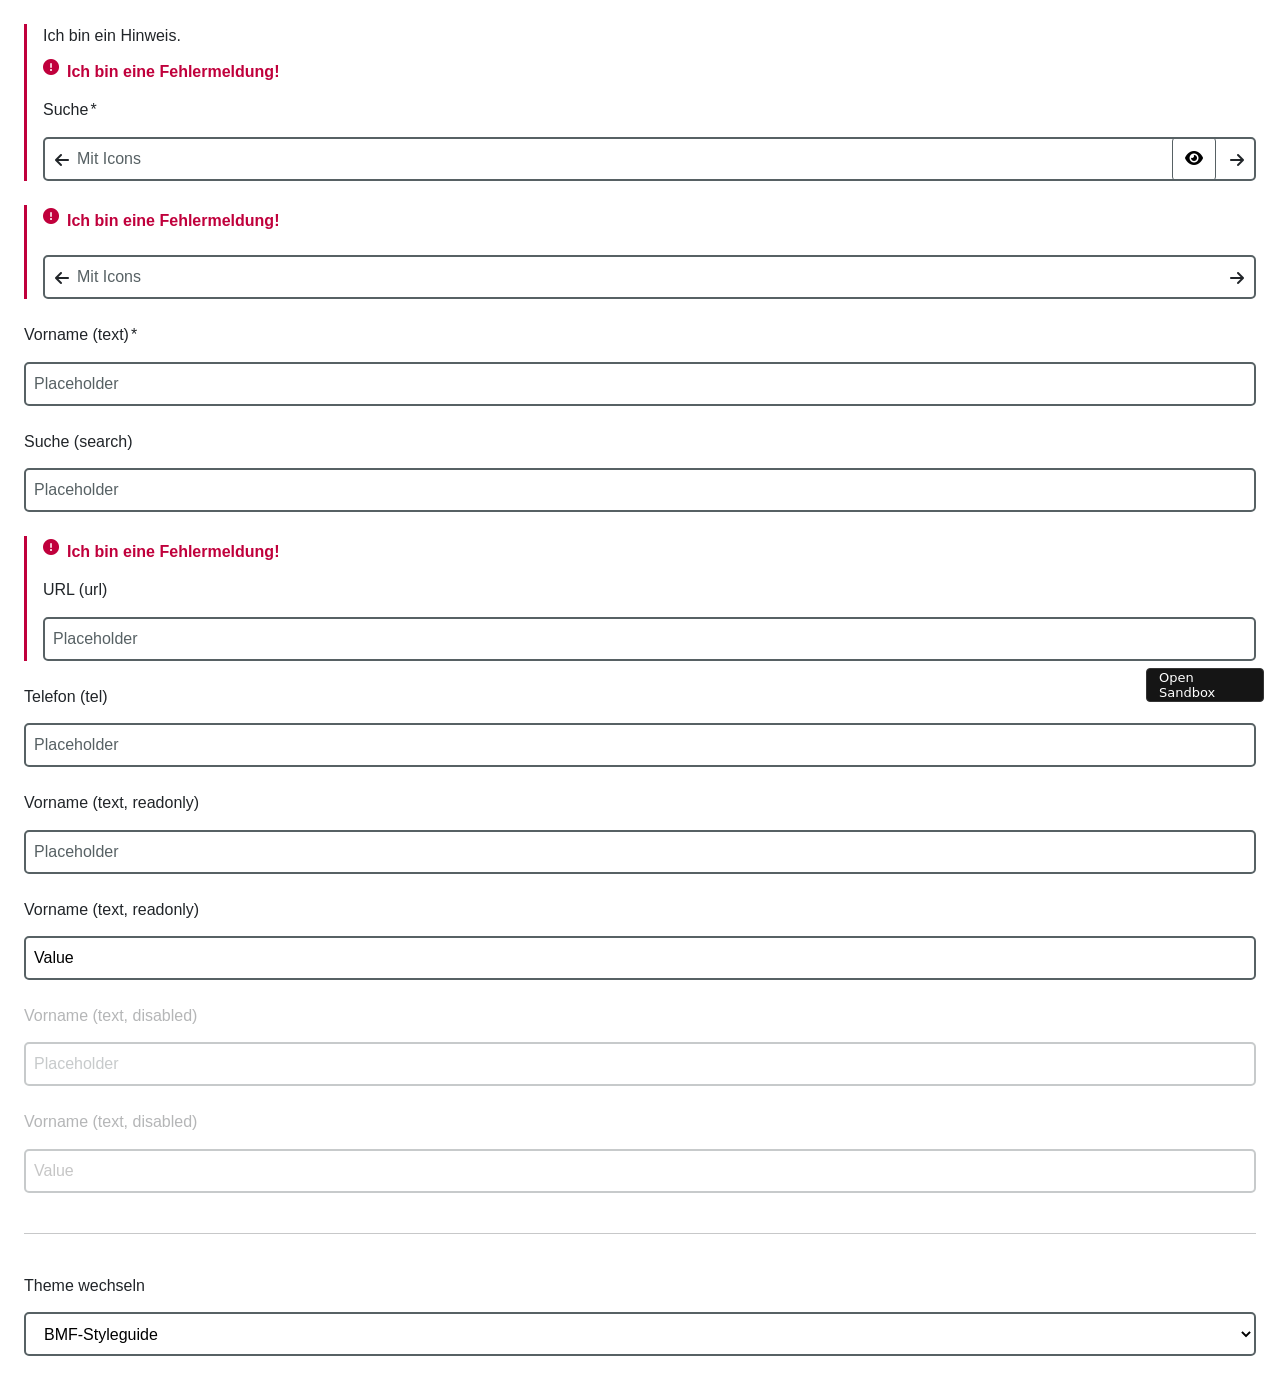 Ich bin ein Hinweis.
Ich bin eine Fehlermeldung!
Suche*
Mit Icons
Ich bin eine Fehlermeldung!
Mit Icons
Vorname (text)*
Placeholder
Suche (search)
Placeholder
Ich bin eine Fehlermeldung!
URL (url)
Placeholder
Open
Sandbox
Telefon (tel)
Placeholder
Vorname (text, readonly)
Placeholder
Vorname (text, readonly)
Value
Vorname (text, disabled)
Placeholder
Vorname (text, disabled)
Value
Theme wechseln
BMF-Styleguide